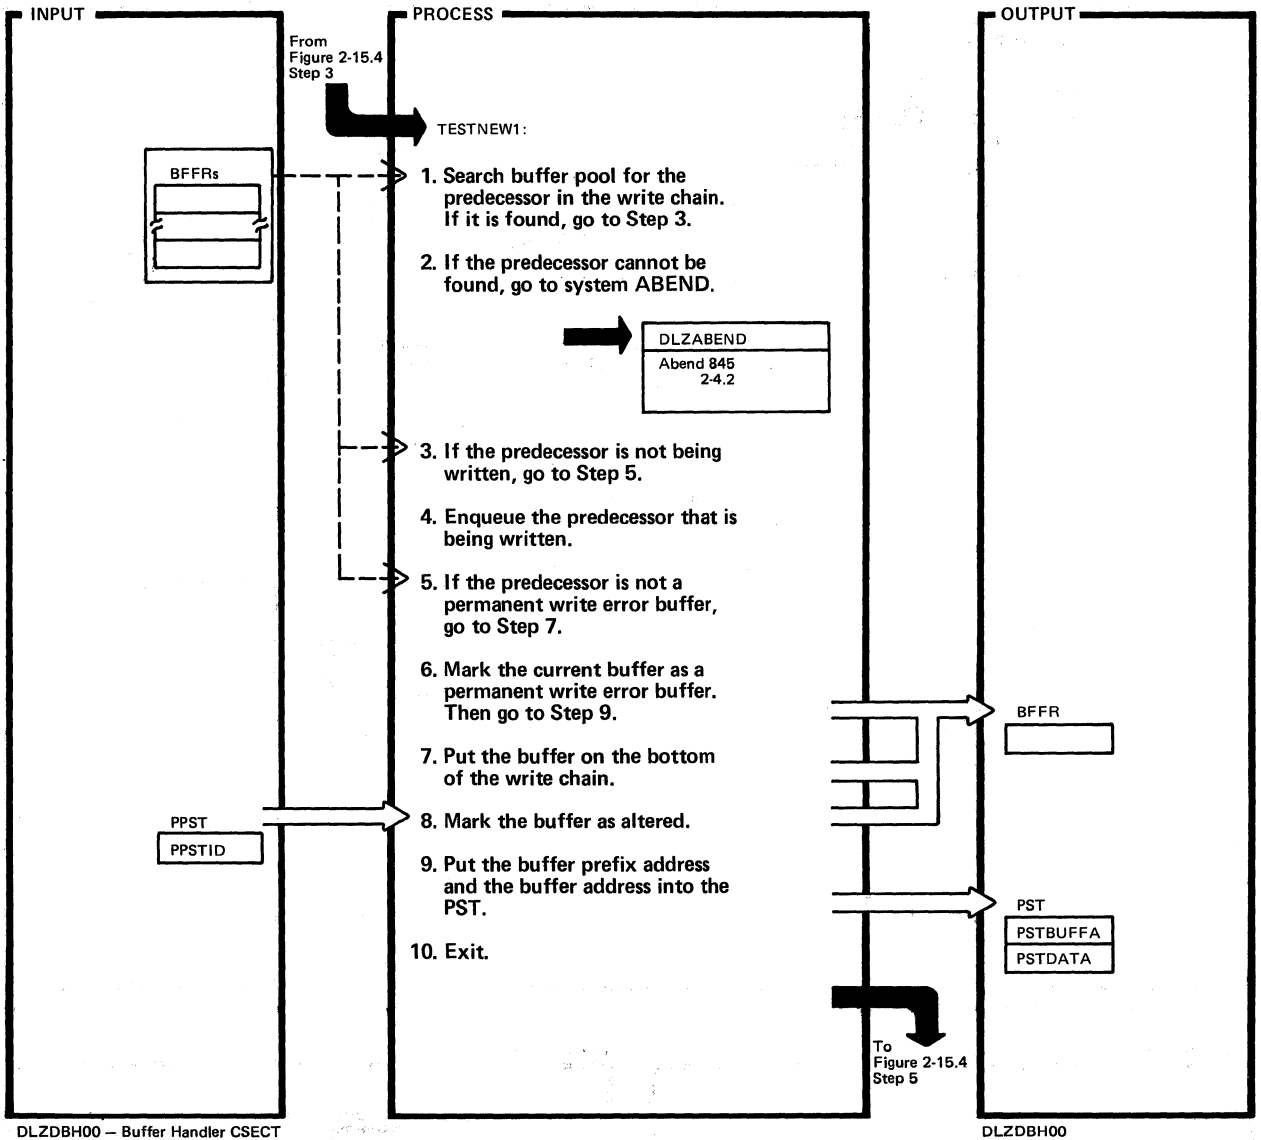 INPUT
PROCESS
OUTPUT
From
Figure 2-15.4
Step 3
TESTNEW1:
BFFRs
1. Search buffer pool for the
predecessor in the write chain.
If it is found, go to Step 3.
2. If the predecessor cannot be
found, go to system ABEND.
DLZABEND
Abend 845
2-4.2
3. If the predecessor is not being
written, go to Step 5.
4. Enqueue the predecessor that is
being written.
5. If the predecessor is not a
permanent write error buffer,
go to Step 7.
6. Mark the current buffer as a
permanent write error buffer.
Then go to Step 9.
BFFR
7. Put the buffer on the bottom
of the write chain.
PPST
PPSTID
8. Mark the buffer as altered.
9. Put the buffer prefix address
and the buffer address into the
PST.
PST
PSTBUFFA
PSTDATA
10. Exit.
To
Figure 2-15.4
Step 5
DLZDBH00 – Buffer Handler CSECT
DLZDBH00